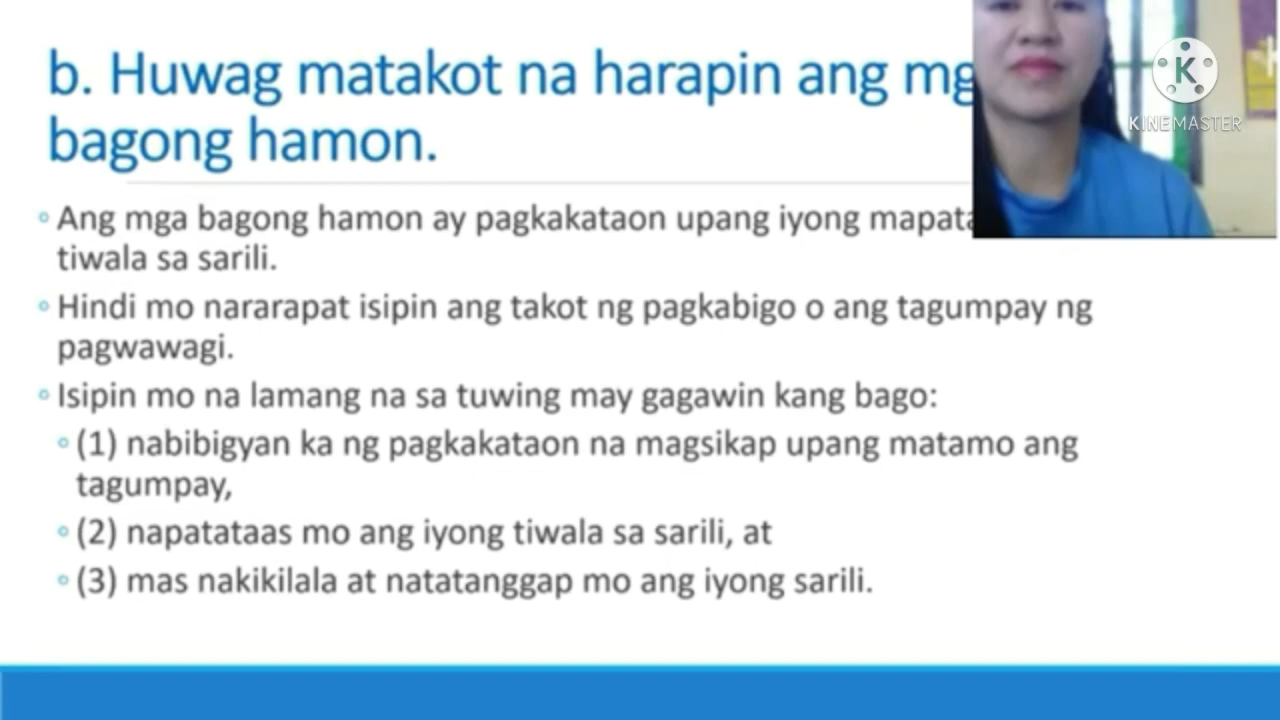 b. Huwag matakot na harapin ang mg
bagong hamon.
◦ Ang mga bagong hamon ay pagkakataon upang iyong mapata
tiwala sa sarili.
◦ Hindi mo nararapat isipin ang takot ng pagkabigo o ang tagumpay ng
pagwawagi.
◦ Isipin mo na lamang na sa tuwing may gagawin kang bago:
◦ (1) nabibigyan ka ng pagkakataon na magsikap upang matamo ang
tagumpay,
◦ (2) napatataas mo ang iyong tiwala sa sarili, at
◦ (3) mas nakikilala at natatanggap mo ang iyong sarili.
K
KINEMASTER